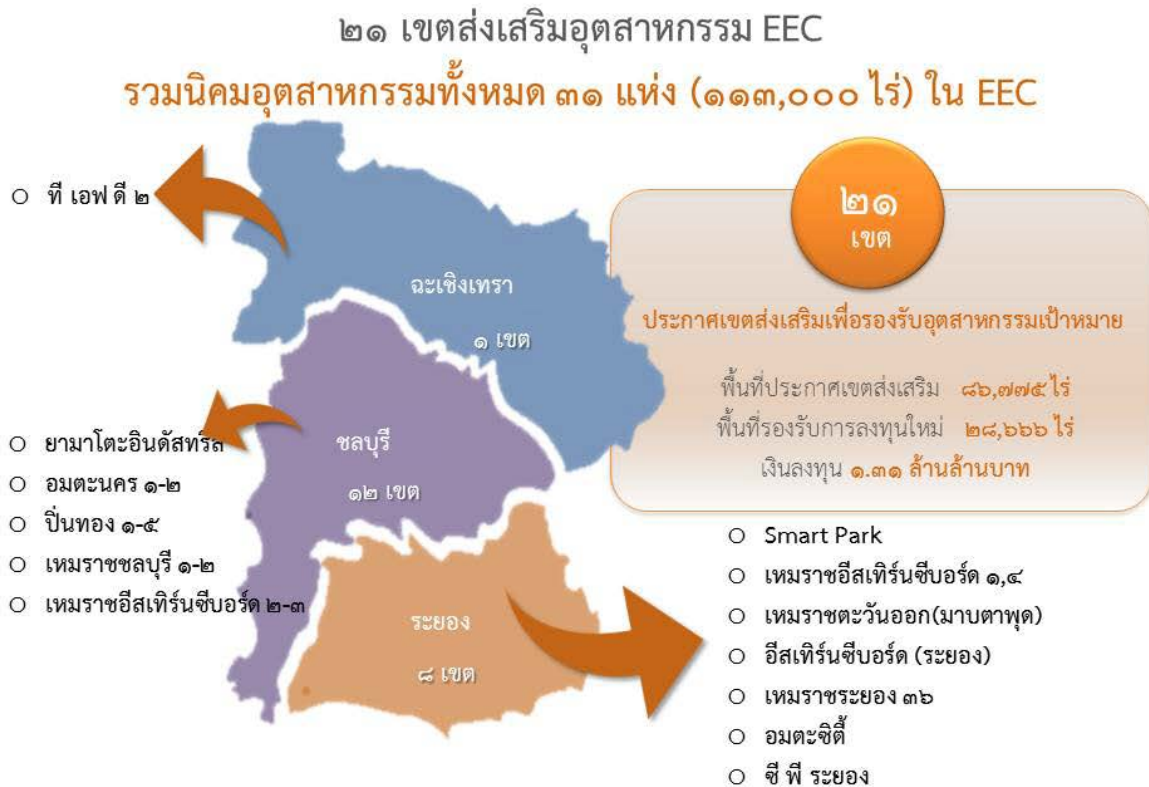 ๒๑ เขตส่งเสริมอุตสาหกรรม EEC
รวมนิคมอุตสาหกรรมทั้งหมด ๓๑ แห่ง (๑๑๓,๐๐๐ ไร่) ใน EEC
○ ที เอฟ ดี ๒
ฉะเชิงเทรา
๑ เขต
๒๑
เขต
ประกาศเขตส่งเสริมเพื่อรองรับอุตสาหกรรมเป้าหมาย
พื้นที่ประกาศเขตส่งเสริม ๘๖,๗๗๕ ไร่
พื้นที่รองรับการลงทุนใหม่ ๒๘,๖๖๖ ไร่
เงินลงทุน ๑.๓๑ ล้านล้านบาท
ชลบุรี
๑๒ เขต
○ ยามาโตะอินดัสทรีส
○ อมตะนคร ๑-๒
○ ปิ่นทอง ๑-๕
○ เหมราชชลบุรี ๑-๒
○ เหมราชอีสเทิร์นซีบอร์ด ๒-๓
ระยอง
๘ เขต
○ Smart Park
○ เหมราชอีสเทิร์นซีบอร์ด ๑,๔
○ เหมราชตะวันออก(มาบตาพุด)
○ อีสเทิร์นซีบอร์ด (ระยอง)
○ เหมราชระยอง ๓๖
○ อมตะซิตี้
○ ซี พี ระยอง